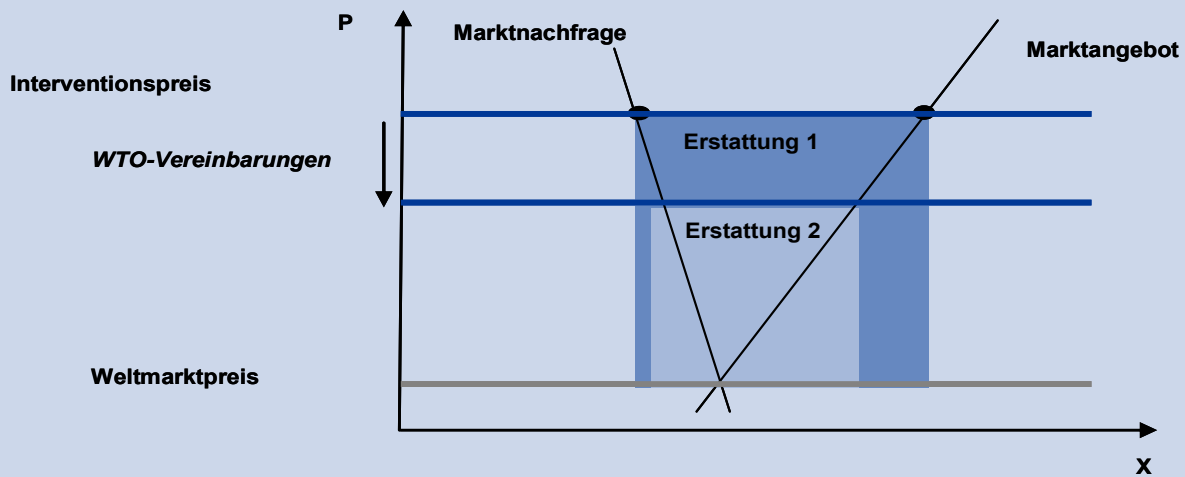 P
Marktnachfrage
Marktangebot
Interventionspreis
Erstattung 1
WTO-Vereinbarungen
Erstattung 2
Weltmarktpreis
X